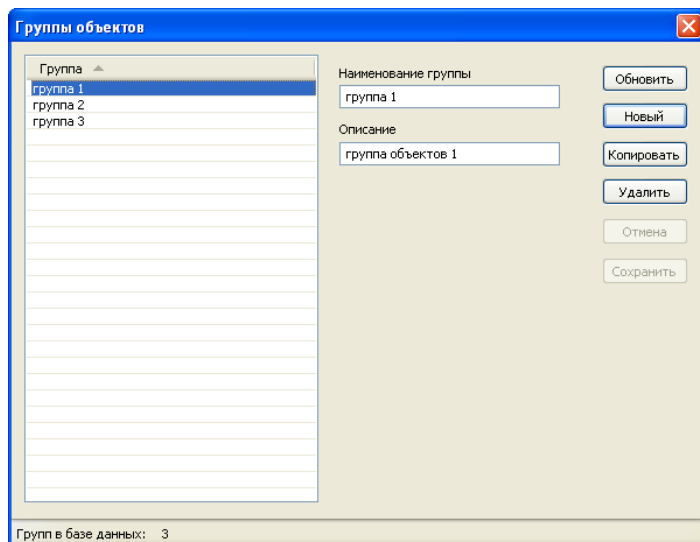 Группы объектов
Группа
группа 1
группа 2
группа 3
Наименование группы
группа 1
Описание
группа объектов 1
Обновить
Новый
Копировать
Удалить
Отмена
Сохранить
Групп в базе данных: 3